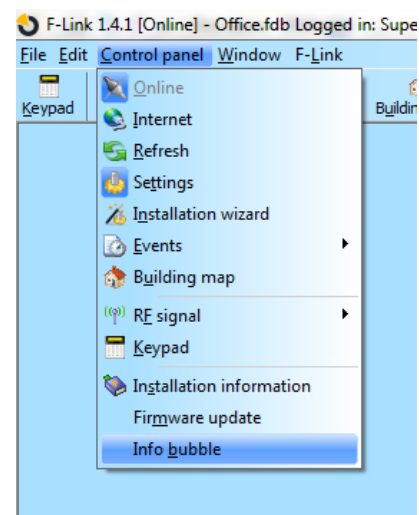 F-Link 1.4.1 [Online] - Office.fdb Logged in: Supe
File Edit Control panel Window F-Link
Keypad
Online
Internet
Refresh
Settings
Installation wizard
Events
Building map
RF signal
Keypad
Installation information
Firmware update
Info bubble